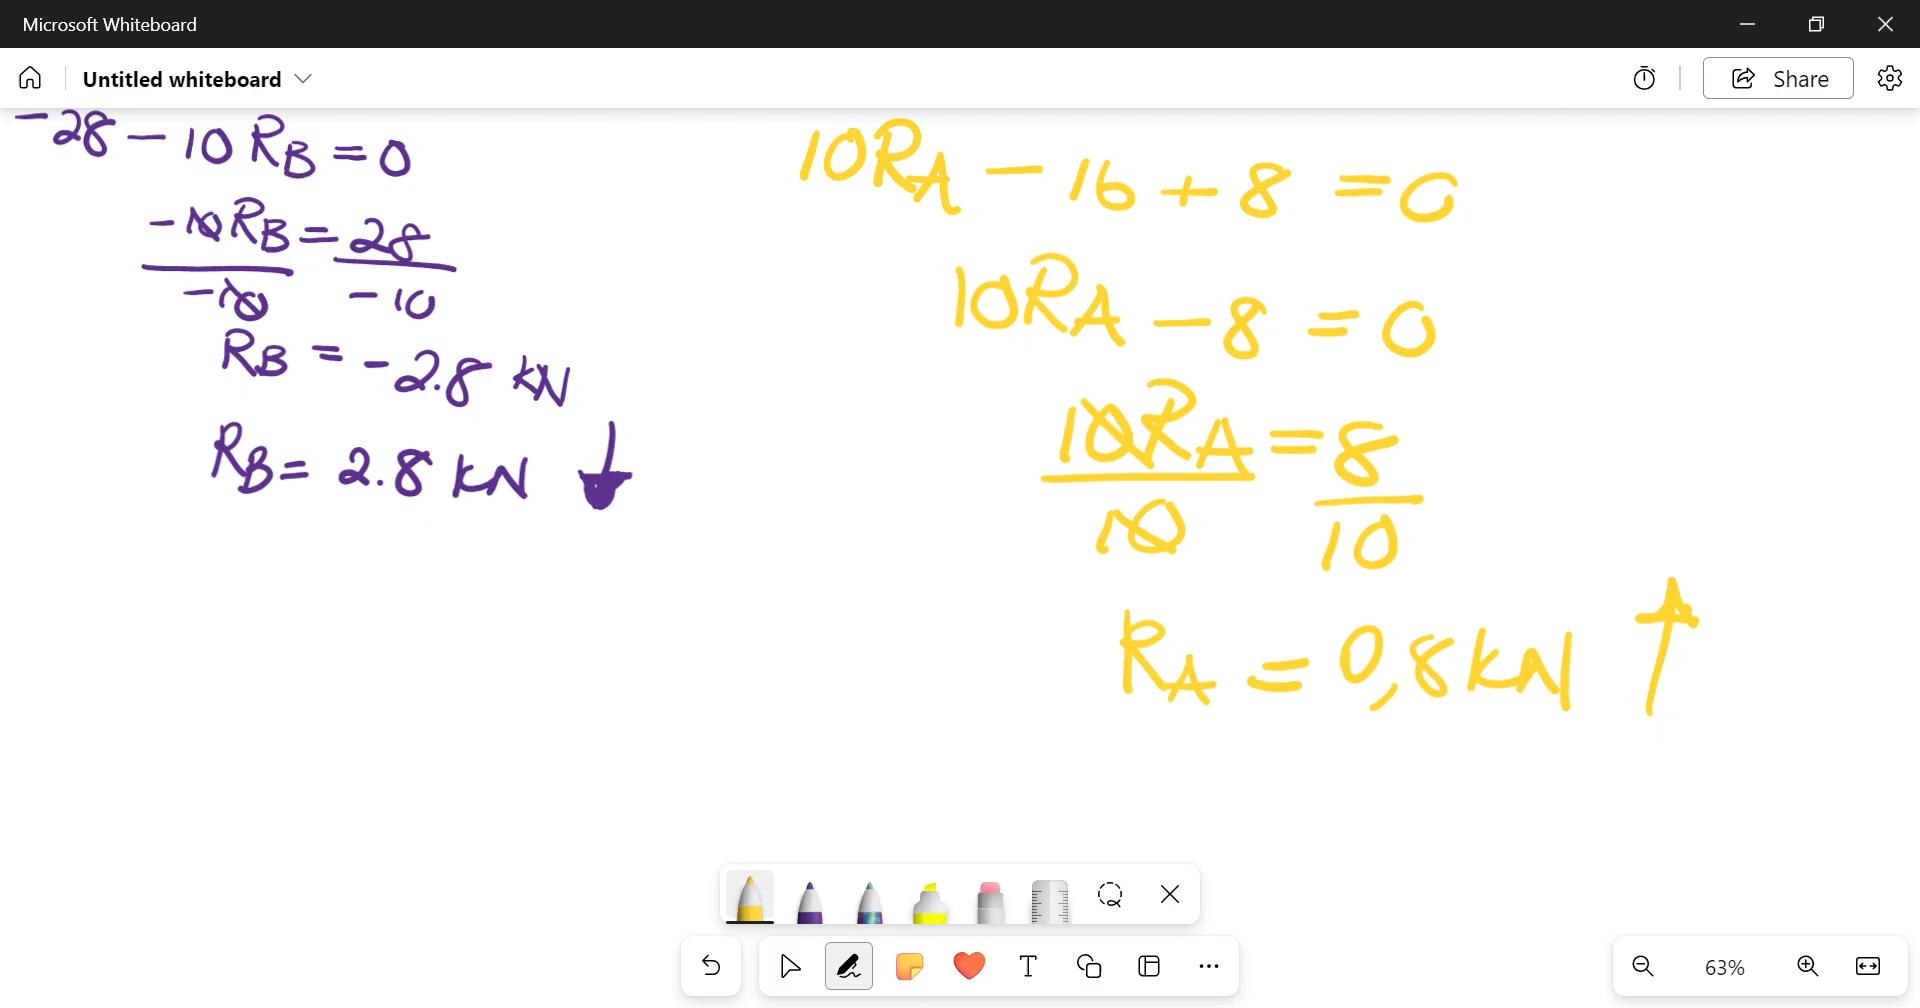 Microsoft Whiteboard
Untitled whiteboard
Share
-28 - 10 RB = 0
-10RB = 28
-10 -10
RB = -2.8 kN
RB = 2.8 kN ↓
10RA - 16 + 8 = 0
10RA - 8 = 0
10RA = 8
10 10
RA = 0,8 kN ↑
T
63%